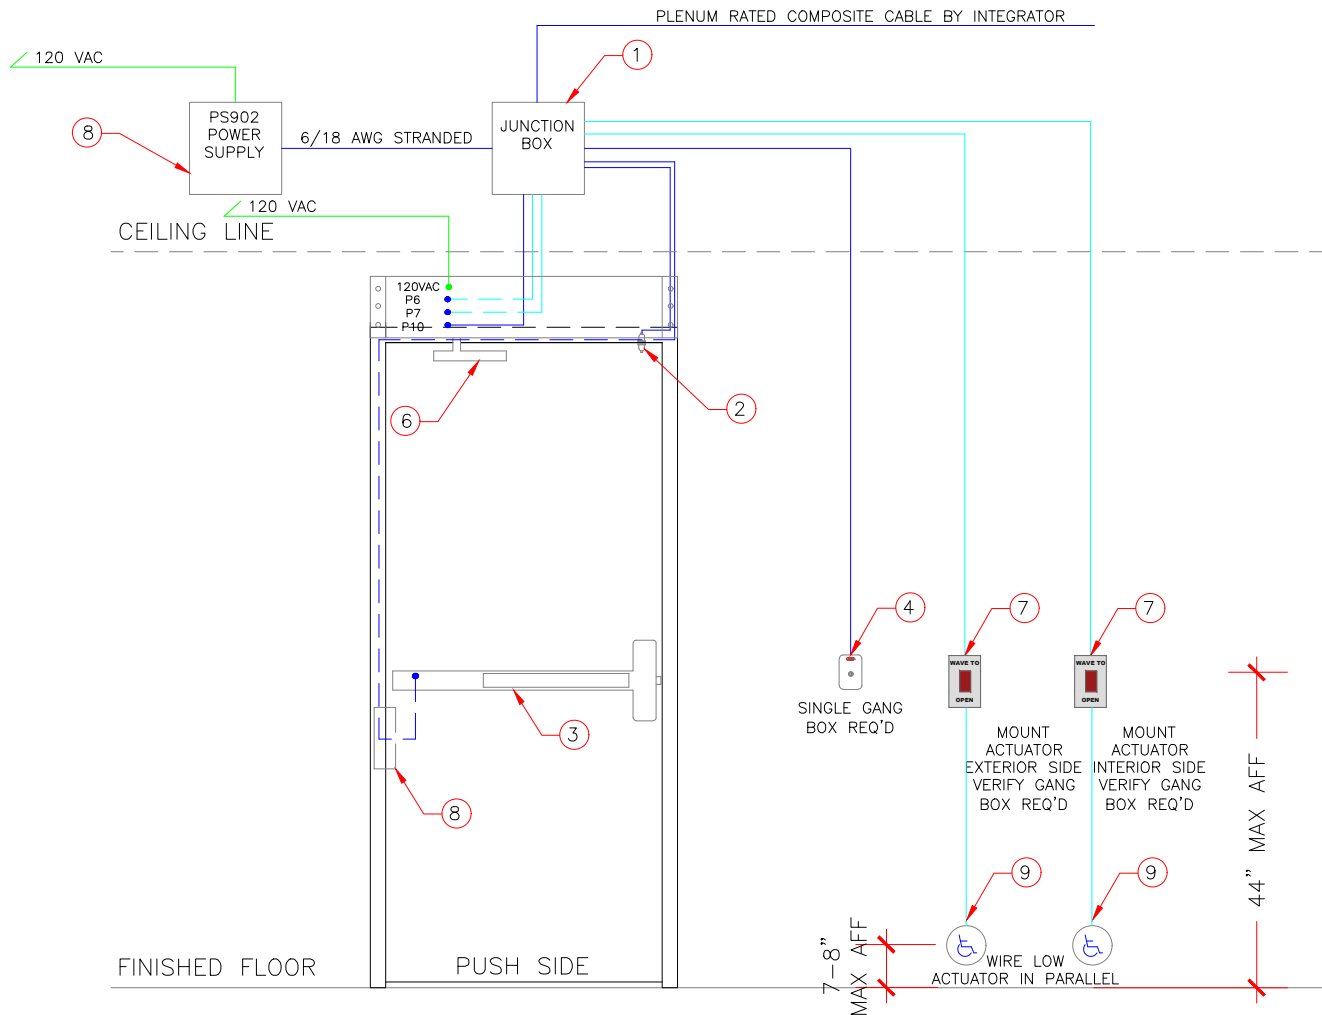 PLENUM RATED COMPOSITE CABLE BY INTEGRATOR
120 VAC
1
PS902
POWER
SUPPLY
8
6/18 AWG STRANDED
JUNCTION
BOX
120 VAC
CEILING LINE
120VAC
P6
P7
P10
6
2
4
7
7
WAVE TO
OPEN
WAVE TO
OPEN
3
SINGLE GANG
BOX REQ'D
MOUNT
ACTUATOR
EXTERIOR SIDE
VERIFY GANG
BOX REQ'D
MOUNT
ACTUATOR
INTERIOR SIDE
VERIFY GANG
BOX REQ'D
8
44" MAX AFF
9
9
7-8"
MAX AFF
WIRE LOW
ACTUATOR IN PARALLEL
FINISHED FLOOR
PUSH SIDE